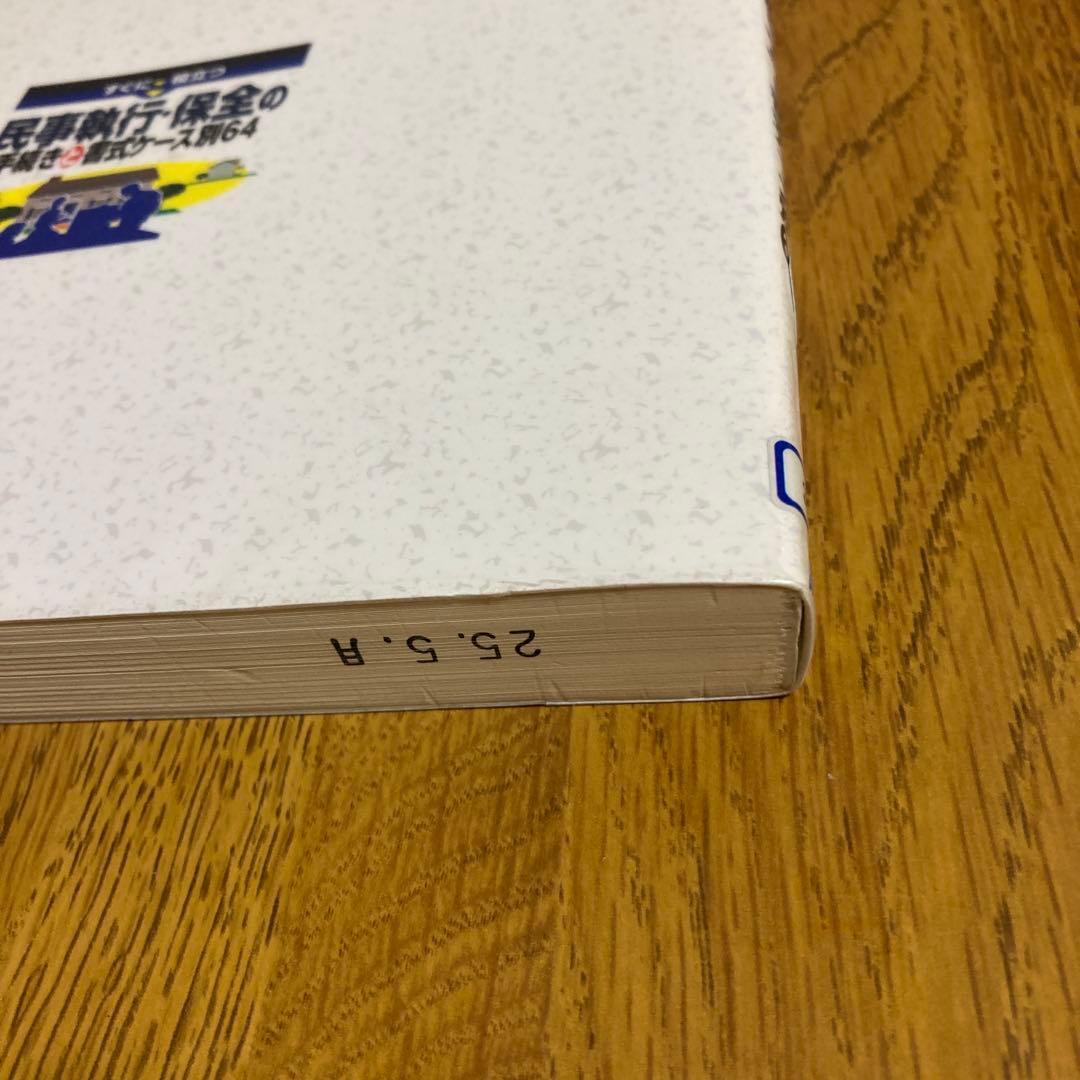 すぐに役立つ
民事執行・保全の
手続きと書式ケース別64
25.5.A